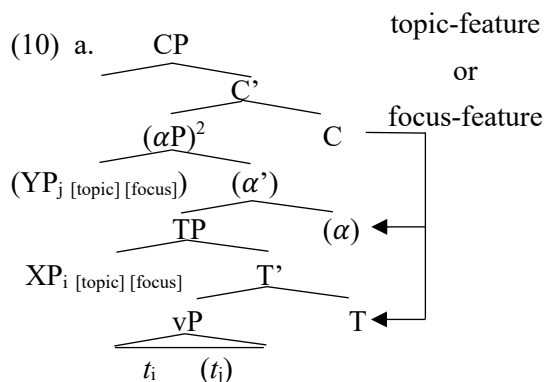 (10) a. CP topic-feature
or
C’ focus-feature
(αP)² C
(YPj [topic] [focus]) (α’)
TP (α)
XPi [topic] [focus] T’
vP T
ti (tj)